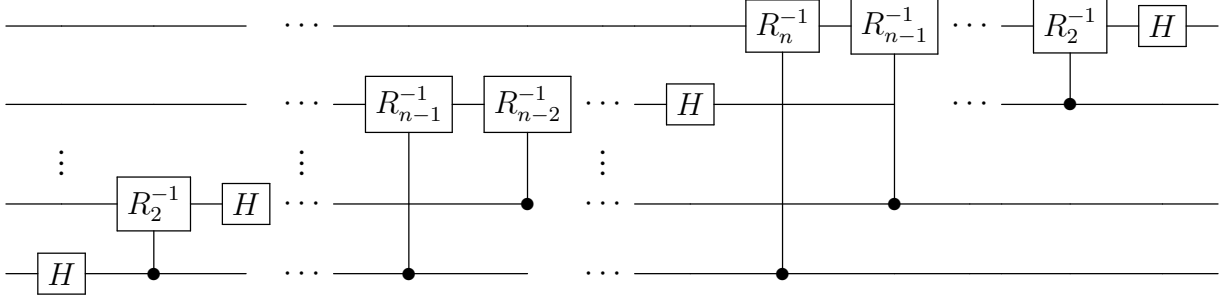 ⋯ R_n^{-1} R_{n-1}^{-1} ⋯ R_2^{-1} H
⋯ R_{n-1}^{-1} R_{n-2}^{-1} ⋯ H ⋯
⋮ ⋮ ⋮
R_2^{-1} H ⋯ ⋯
H ⋯ ⋯